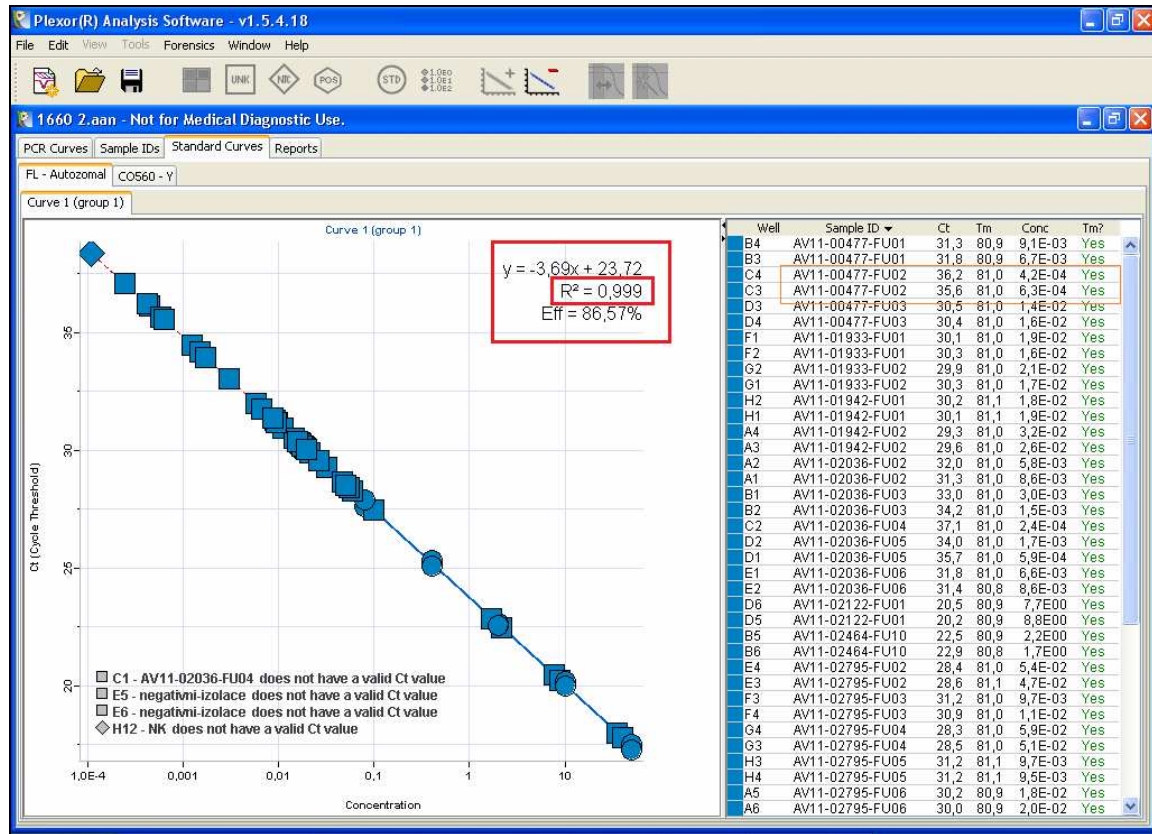 Plexor(R) Analysis Software - v1.5.4.18
File Edit View Tools Forensics Window Help
UNK NTC POS STD 1.0E0
1.0E1
1.0E2
1660 2.aan - Not for Medical Diagnostic Use.
PCR Curves Sample IDs Standard Curves Reports
FL - Autozomal CO560 - Y
Curve 1 (group 1)
Curve 1 (group 1)
y = -3,69x + 23,72
R² = 0,999
Eff = 86,57%
35
30
25
20
Ct (Cycle Threshold)
C1 - AV11-02036-FU04 does not have a valid Ct value
E5 - negativni-izolace does not have a valid Ct value
E6 - negativni-izolace does not have a valid Ct value
H12 - NK does not have a valid Ct value
1,0E-4 0,001 0,01 0,1 1 10
Concentration
Well Sample ID Ct Tm Conc Tm?
B4 AV11-00477-FU01 31,3 80,9 9,1E-03 Yes
B3 AV11-00477-FU01 31,8 80,9 6,7E-03 Yes
C4 AV11-00477-FU02 36,2 81,0 4,2E-04 Yes
C3 AV11-00477-FU02 35,6 81,0 6,3E-04 Yes
D3 AV11-00477-FU03 30,5 81,0 1,4E-02 Yes
D4 AV11-00477-FU03 30,4 81,0 1,6E-02 Yes
F1 AV11-01933-FU01 30,1 81,0 1,9E-02 Yes
F2 AV11-01933-FU01 30,3 81,0 1,6E-02 Yes
G2 AV11-01933-FU02 29,9 81,0 2,1E-02 Yes
G1 AV11-01933-FU02 30,3 81,0 1,7E-02 Yes
H2 AV11-01942-FU01 30,2 81,1 1,8E-02 Yes
H1 AV11-01942-FU01 30,1 81,1 1,9E-02 Yes
A4 AV11-01942-FU02 29,3 81,0 3,2E-02 Yes
A3 AV11-01942-FU02 29,6 81,0 2,6E-02 Yes
A2 AV11-02036-FU02 32,0 81,0 5,8E-03 Yes
A1 AV11-02036-FU02 31,3 81,0 8,6E-03 Yes
B1 AV11-02036-FU03 33,0 81,0 3,0E-03 Yes
B2 AV11-02036-FU03 34,2 81,0 1,5E-03 Yes
C2 AV11-02036-FU04 37,1 81,0 2,4E-04 Yes
D2 AV11-02036-FU05 34,0 81,0 1,7E-03 Yes
D1 AV11-02036-FU05 35,7 81,0 5,9E-04 Yes
E1 AV11-02036-FU06 31,8 81,0 6,6E-03 Yes
E2 AV11-02036-FU06 31,4 80,8 8,6E-03 Yes
D6 AV11-02122-FU01 20,5 80,9 7,7E00 Yes
D5 AV11-02122-FU01 20,2 80,9 8,8E00 Yes
B5 AV11-02464-FU10 22,5 80,9 2,2E00 Yes
B6 AV11-02464-FU10 22,9 80,8 1,7E00 Yes
E4 AV11-02795-FU02 28,4 81,0 5,4E-02 Yes
E3 AV11-02795-FU02 28,6 81,1 4,7E-02 Yes
F3 AV11-02795-FU03 31,2 81,0 9,7E-03 Yes
F4 AV11-02795-FU03 30,9 81,0 1,1E-02 Yes
G4 AV11-02795-FU04 28,3 81,0 5,9E-02 Yes
G3 AV11-02795-FU04 28,5 81,0 5,1E-02 Yes
H3 AV11-02795-FU05 31,2 81,1 9,7E-03 Yes
H4 AV11-02795-FU05 31,2 81,1 9,5E-03 Yes
A5 AV11-02795-FU06 30,2 80,9 1,8E-02 Yes
A6 AV11-02795-FU06 30,0 80,9 2,0E-02 Yes